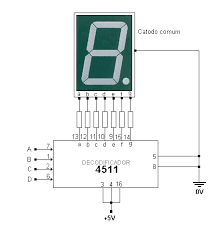 Catodo comum
a b c d e f g
13 12 11 10 9 15 14
a b c d e f g
A 7
B 1
C 2
D 6
DECODIFICADOR
4511
5
8
3 4 16
0V
+5V